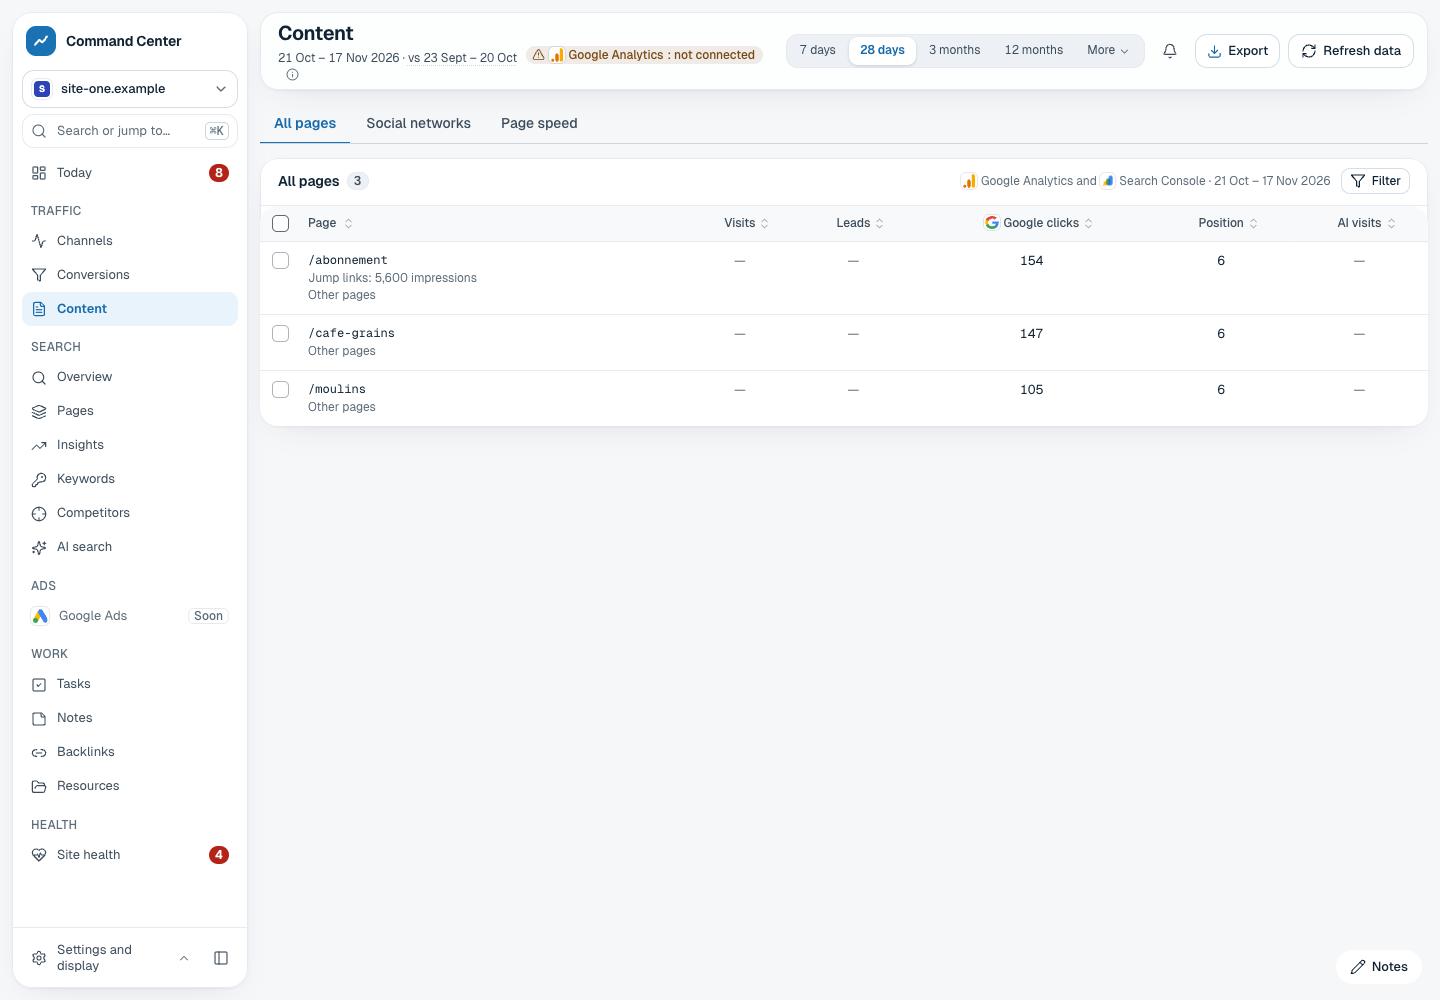 Command Center
S site-one.example
Search or jump to... ⌘K
Today 8
TRAFFIC
Channels
Conversions
Content
SEARCH
Overview
Pages
Insights
Keywords
Competitors
AI search
ADS
Google Ads Soon
WORK
Tasks
Notes
Backlinks
Resources
HEALTH
Site health 4
Settings and
display
Content
21 Oct – 17 Nov 2026 · vs 23 Sept – 20 Oct
Google Analytics : not connected
7 days 28 days 3 months 12 months More
Export
Refresh data
All pages Social networks Page speed
All pages 3
Google Analytics and Search Console · 21 Oct – 17 Nov 2026
Filter
Page Visits Leads Google clicks Position AI visits
/abonnement — — 154 6 —
Jump links: 5,600 impressions
Other pages
/cafe-grains — — 147 6 —
Other pages
/moulins — — 105 6 —
Other pages
Notes